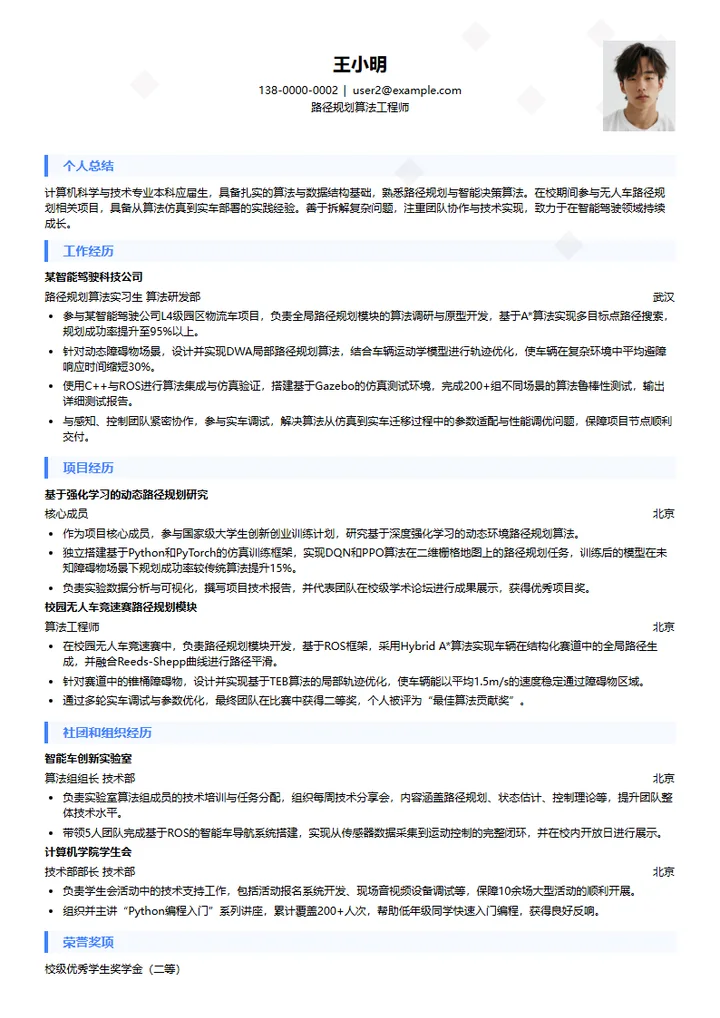 王小明
138-0000-0002 | user2@example.com
路径规划算法工程师
个人总结
计算机科学与技术专业本科应届生，具备扎实的算法与数据结构基础，熟悉路径规划与智能决策算法。在校期间参与无人车路径规
划相关项目，具备从算法仿真到实车部署的实践经验。善于拆解复杂问题，注重团队协作与技术实现，致力于在智能驾驶领域持续
成长。
工作经历
某智能驾驶科技公司
路径规划算法实习生 算法研发部 武汉
• 参与某智能驾驶公司L4级园区物流车项目，负责全局路径规划模块的算法调研与原型开发，基于A*算法实现多目标点路径搜索，
规划成功率提升至95%以上。
• 针对动态障碍物场景，设计并实现DWA局部路径规划算法，结合车辆运动学模型进行轨迹优化，使车辆在复杂环境中平均避障
响应时间缩短30%。
• 使用C++与ROS进行算法集成与仿真验证，搭建基于Gazebo的仿真测试环境，完成200+组不同场景的算法鲁棒性测试，输出
详细测试报告。
• 与感知、控制团队紧密协作，参与实车调试，解决算法从仿真到实车迁移过程中的参数适配与性能调优问题，保障项目节点顺利
交付。
项目经历
基于强化学习的动态路径规划研究
核心成员 北京
• 作为项目核心成员，参与国家级大学生创新创业训练计划，研究基于深度强化学习的动态环境路径规划算法。
• 独立搭建基于Python和PyTorch的仿真训练框架，实现DQN和PPO算法在二维栅格地图上的路径规划任务，训练后的模型在未
知障碍物场景下规划成功率较传统算法提升15%。
• 负责实验数据分析与可视化，撰写项目技术报告，并代表团队在校级学术论坛进行成果展示，获得优秀项目奖。
校园无人车竞速赛路径规划模块
算法工程师 北京
• 在校园无人车竞速赛中，负责路径规划模块开发，基于ROS框架，采用Hybrid A*算法实现车辆在结构化赛道中的全局路径生
成，并融合Reeds-Shepp曲线进行路径平滑。
• 针对赛道中的锥桶障碍物，设计并实现基于TEB算法的局部轨迹优化，使车辆能以平均1.5m/s的速度稳定通过障碍物区域。
• 通过多轮实车调试与参数优化，最终团队在比赛中获得二等奖，个人被评为“最佳算法贡献奖”。
社团和组织经历
智能车创新实验室
算法组组长 技术部 北京
• 负责实验室算法组成员的技术培训与任务分配，组织每周技术分享会，内容涵盖路径规划、状态估计、控制理论等，提升团队整
体技术水平。
• 带领5人团队完成基于ROS的智能车导航系统搭建，实现从传感器数据采集到运动控制的完整闭环，并在校内开放日进行展示。
计算机学院学生会
技术部部长 技术部 北京
• 负责学生会活动中的技术支持工作，包括活动报名系统开发、现场音视频设备调试等，保障10余场大型活动的顺利开展。
• 组织并主讲“Python编程入门”系列讲座，累计覆盖200+人次，帮助低年级同学快速入门编程，获得良好反响。
荣誉奖项
校级优秀学生奖学金（二等）